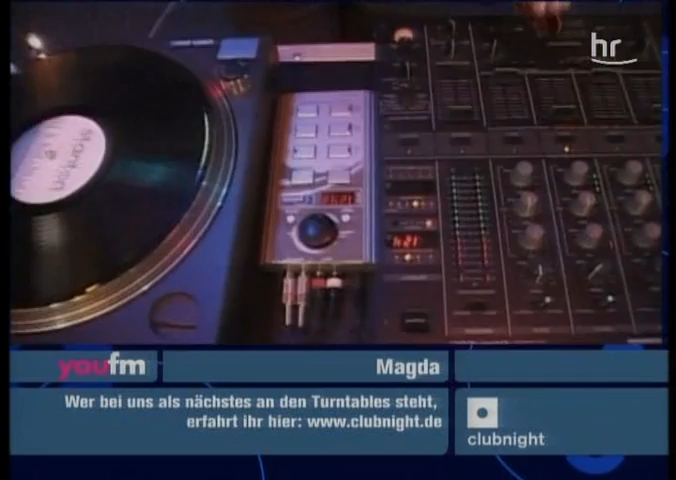 hr
youfm
Magda
Wer bei uns als nächstes an den Turntables steht,
erfahrt ihr hier: www.clubnight.de
clubnight